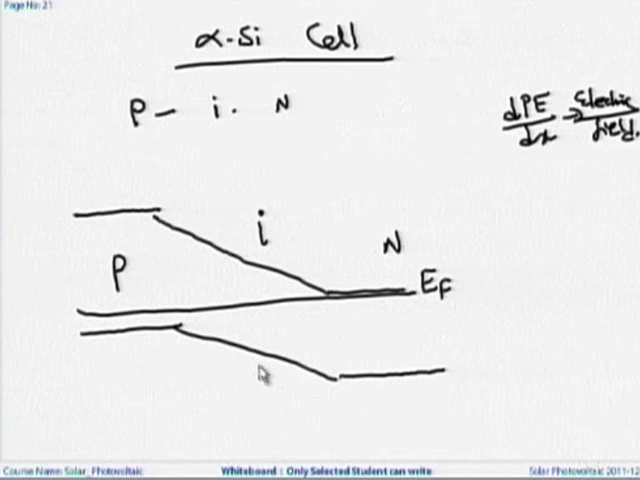 Page No: 21
α-Si Cell
P - i. N
dPE/dx → Electric field.
i
N
P
EF
Course Name: Solar_Photovoltaic
Whiteboard : Only Selected Student can write
Solar Photovoltaic 2011-12